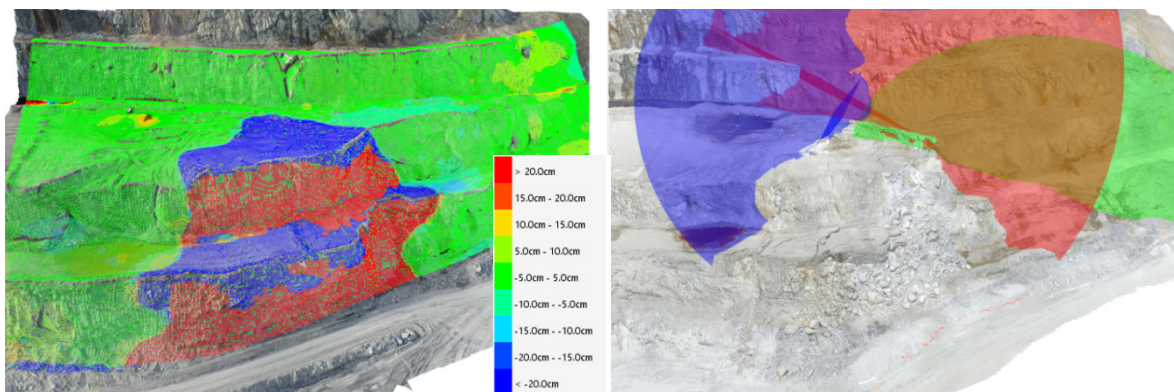 > 20.0cm
15.0cm - 20.0cm
10.0cm - 15.0cm
5.0cm - 10.0cm
-5.0cm - 5.0cm
-10.0cm - -5.0cm
-15.0cm - -10.0cm
-20.0cm - -15.0cm
< -20.0cm